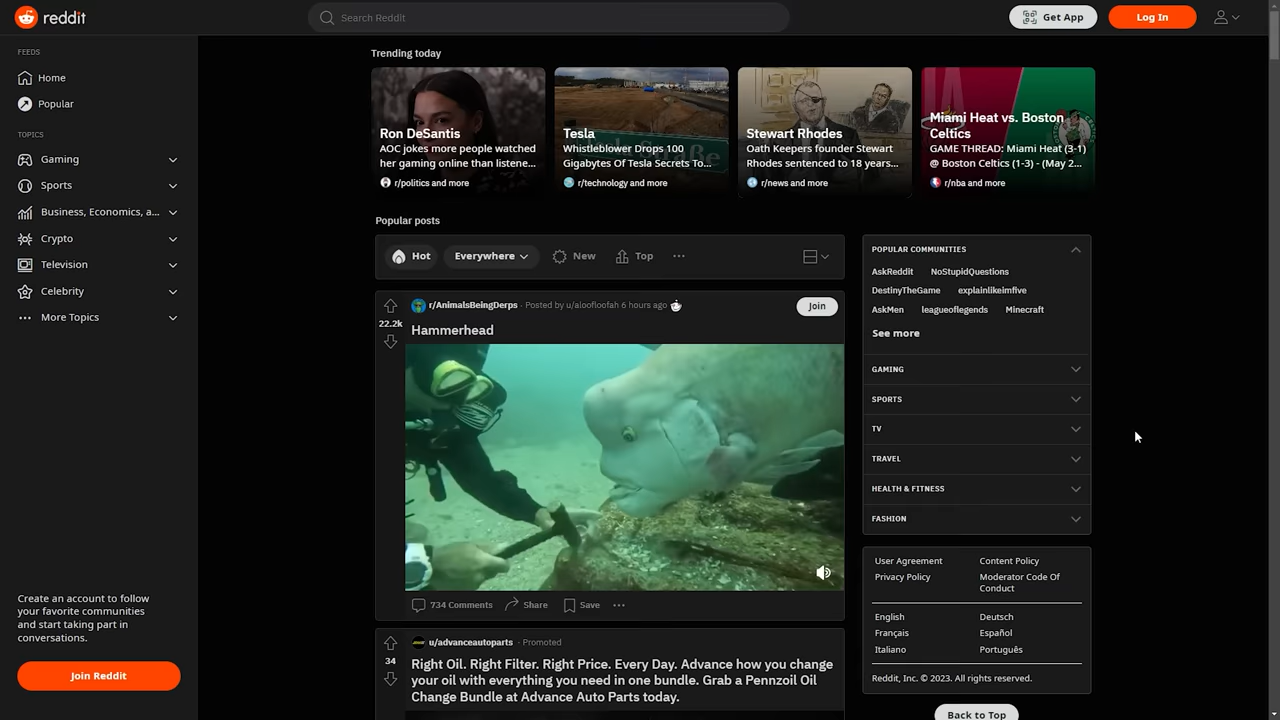 reddit
Search Reddit
Get App
Log In
FEEDS
Home
Popular
TOPICS
Gaming
Sports
Business, Economics, a...
Crypto
Television
Celebrity
More Topics
Create an account to follow
your favorite communities
and start taking part in
conversations.
Join Reddit
Trending today
Ron DeSantis
AOC jokes more people watched
her gaming online than listene...
r/politics and more
Tesla
Whistleblower Drops 100
Gigabytes Of Tesla Secrets To...
r/technology and more
Stewart Rhodes
Oath Keepers founder Stewart
Rhodes sentenced to 18 years...
r/news and more
Miami Heat vs. Boston
Celtics
GAME THREAD: Miami Heat (3-1)
@ Boston Celtics (1-3) - (May 2...
r/nba and more
Popular posts
Hot
Everywhere
New
Top
r/AnimalsBeingDerps · Posted by u/aloofloofah 6 hours ago
Join
22.2k
Hammerhead
734 Comments
Share
Save
u/advanceautoparts · Promoted
34
Right Oil. Right Filter. Right Price. Every Day. Advance how you change
your oil with everything you need in one bundle. Grab a Pennzoil Oil
Change Bundle at Advance Auto Parts today.
POPULAR COMMUNITIES
AskReddit NoStupidQuestions
DestinyTheGame explainlikeimfive
AskMen leagueoflegends Minecraft
See more
GAMING
SPORTS
TV
TRAVEL
HEALTH & FITNESS
FASHION
User Agreement
Privacy Policy
Content Policy
Moderator Code Of
Conduct
English
Français
Italiano
Deutsch
Español
Português
Reddit, Inc. © 2023. All rights reserved.
Back to Top